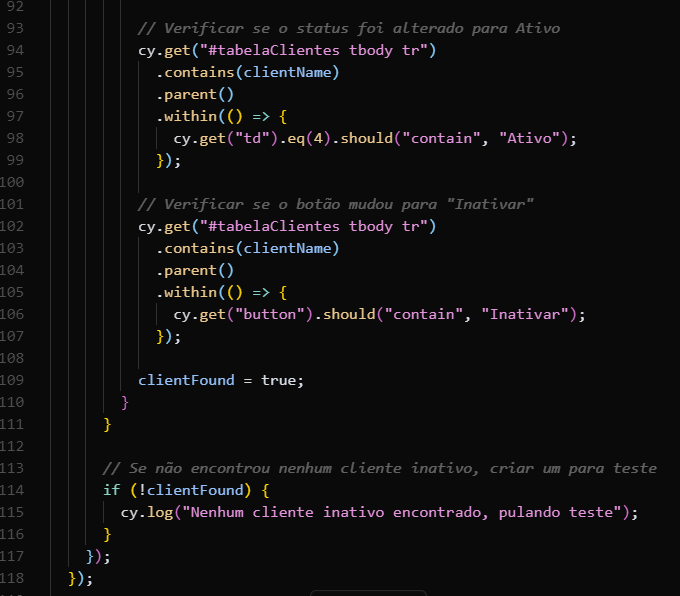 92
93 // Verificar se o status foi alterado para Ativo
94 cy.get("#tabelaClientes tbody tr")
95 .contains(clientName)
96 .parent()
97 .within(() => {
98 cy.get("td").eq(4).should("contain", "Ativo");
99 });
100
101 // Verificar se o botão mudou para "Inativar"
102 cy.get("#tabelaClientes tbody tr")
103 .contains(clientName)
104 .parent()
105 .within(() => {
106 cy.get("button").should("contain", "Inativar");
107 });
108
109 clientFound = true;
110 }
111 }
112
113 // Se não encontrou nenhum cliente inativo, criar um para teste
114 if (!clientFound) {
115 cy.log("Nenhum cliente inativo encontrado, pulando teste");
116 }
117 });
118 });